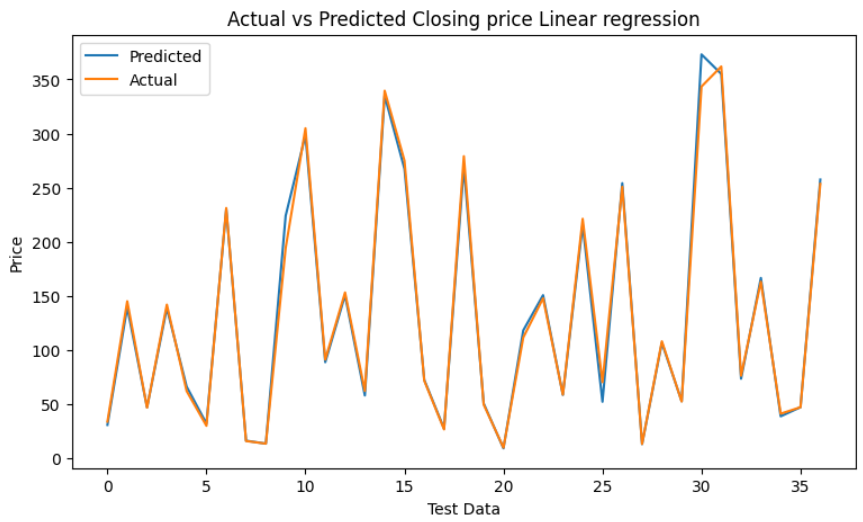 Actual vs Predicted Closing price Linear regression
Predicted
Actual
350
300
250
200
150
100
50
0
Price
0 5 10 15 20 25 30 35
Test Data